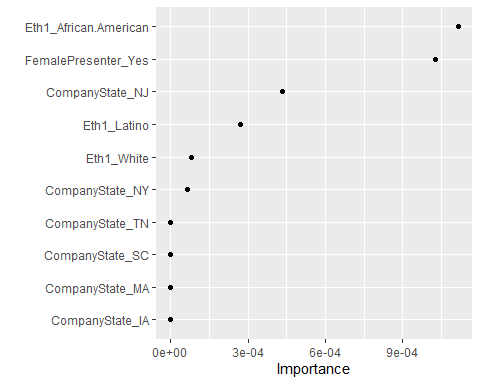 Eth1_African.American
FemalePresenter_Yes
CompanyState_NJ
Eth1_Latino
Eth1_White
CompanyState_NY
CompanyState_TN
CompanyState_SC
CompanyState_MA
CompanyState_IA
0e+00 3e-04 6e-04 9e-04
Importance